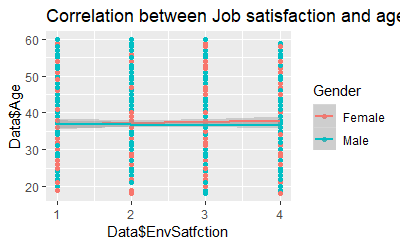 Correlation between Job satisfaction and age
60
50
40
30
20
Data$Age
1
2
3
4
Data$EnvSatfction
Gender
Female
Male